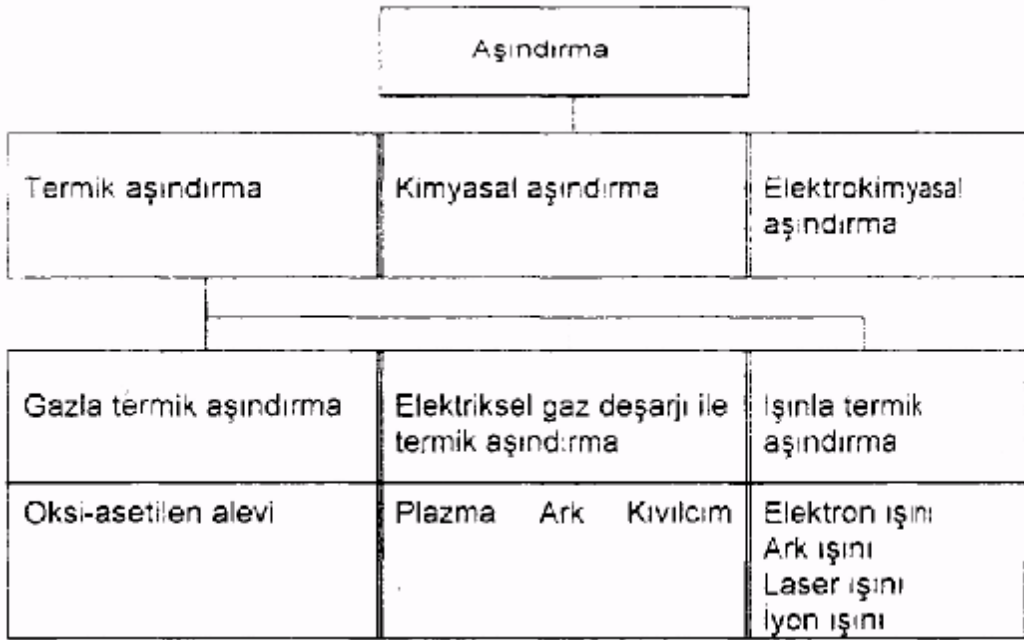 Aşındırma
Termik aşındırma
Kimyasal aşındırma
Elektrokimyasal
aşındırma
Gazla termik aşındırma
Elektriksel gaz deşarjı ile
termik aşındırma
Işınla termik
aşındırma
Oksi-asetilen alevi
Plazma Ark Kıvılcım
Elektron ışını
Ark ışını
Laser ışını
İyon ışını